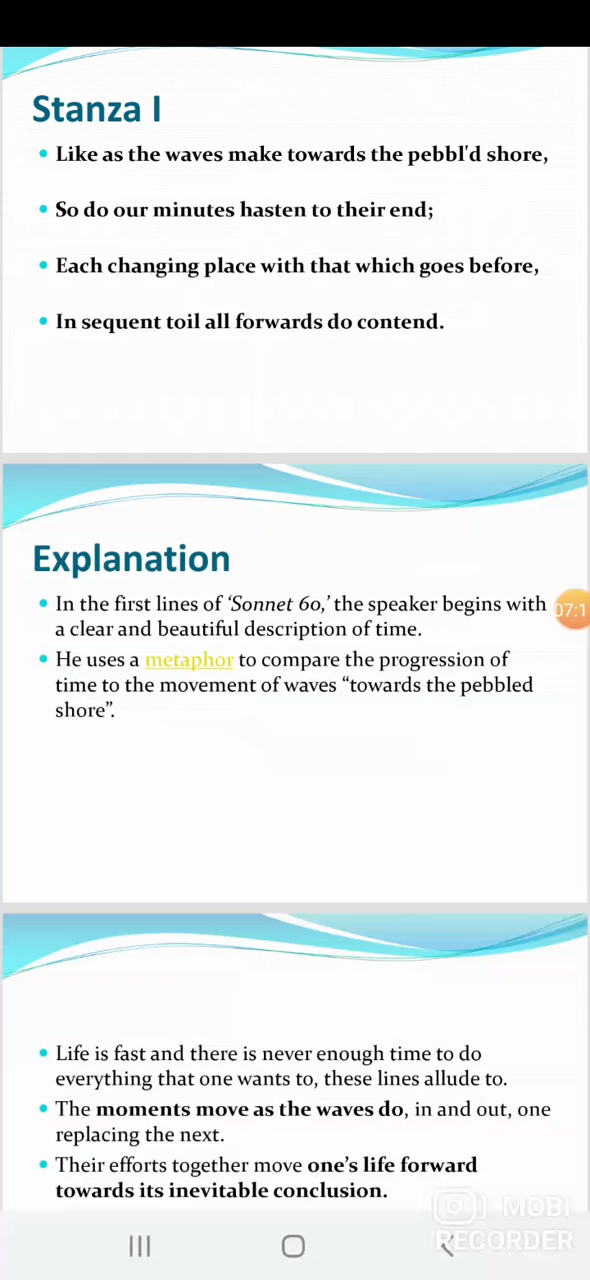 Stanza I
Like as the waves make towards the pebbl'd shore,
So do our minutes hasten to their end;
Each changing place with that which goes before,
In sequent toil all forwards do contend.
Explanation
In the first lines of ‘Sonnet 60,’ the speaker begins with
a clear and beautiful description of time.
07:1
He uses a metaphor to compare the progression of
time to the movement of waves “towards the pebbled
shore”.
Life is fast and there is never enough time to do
everything that one wants to, these lines allude to.
The moments move as the waves do, in and out, one
replacing the next.
Their efforts together move one’s life forward
towards its inevitable conclusion.
MOBI
RECORDER